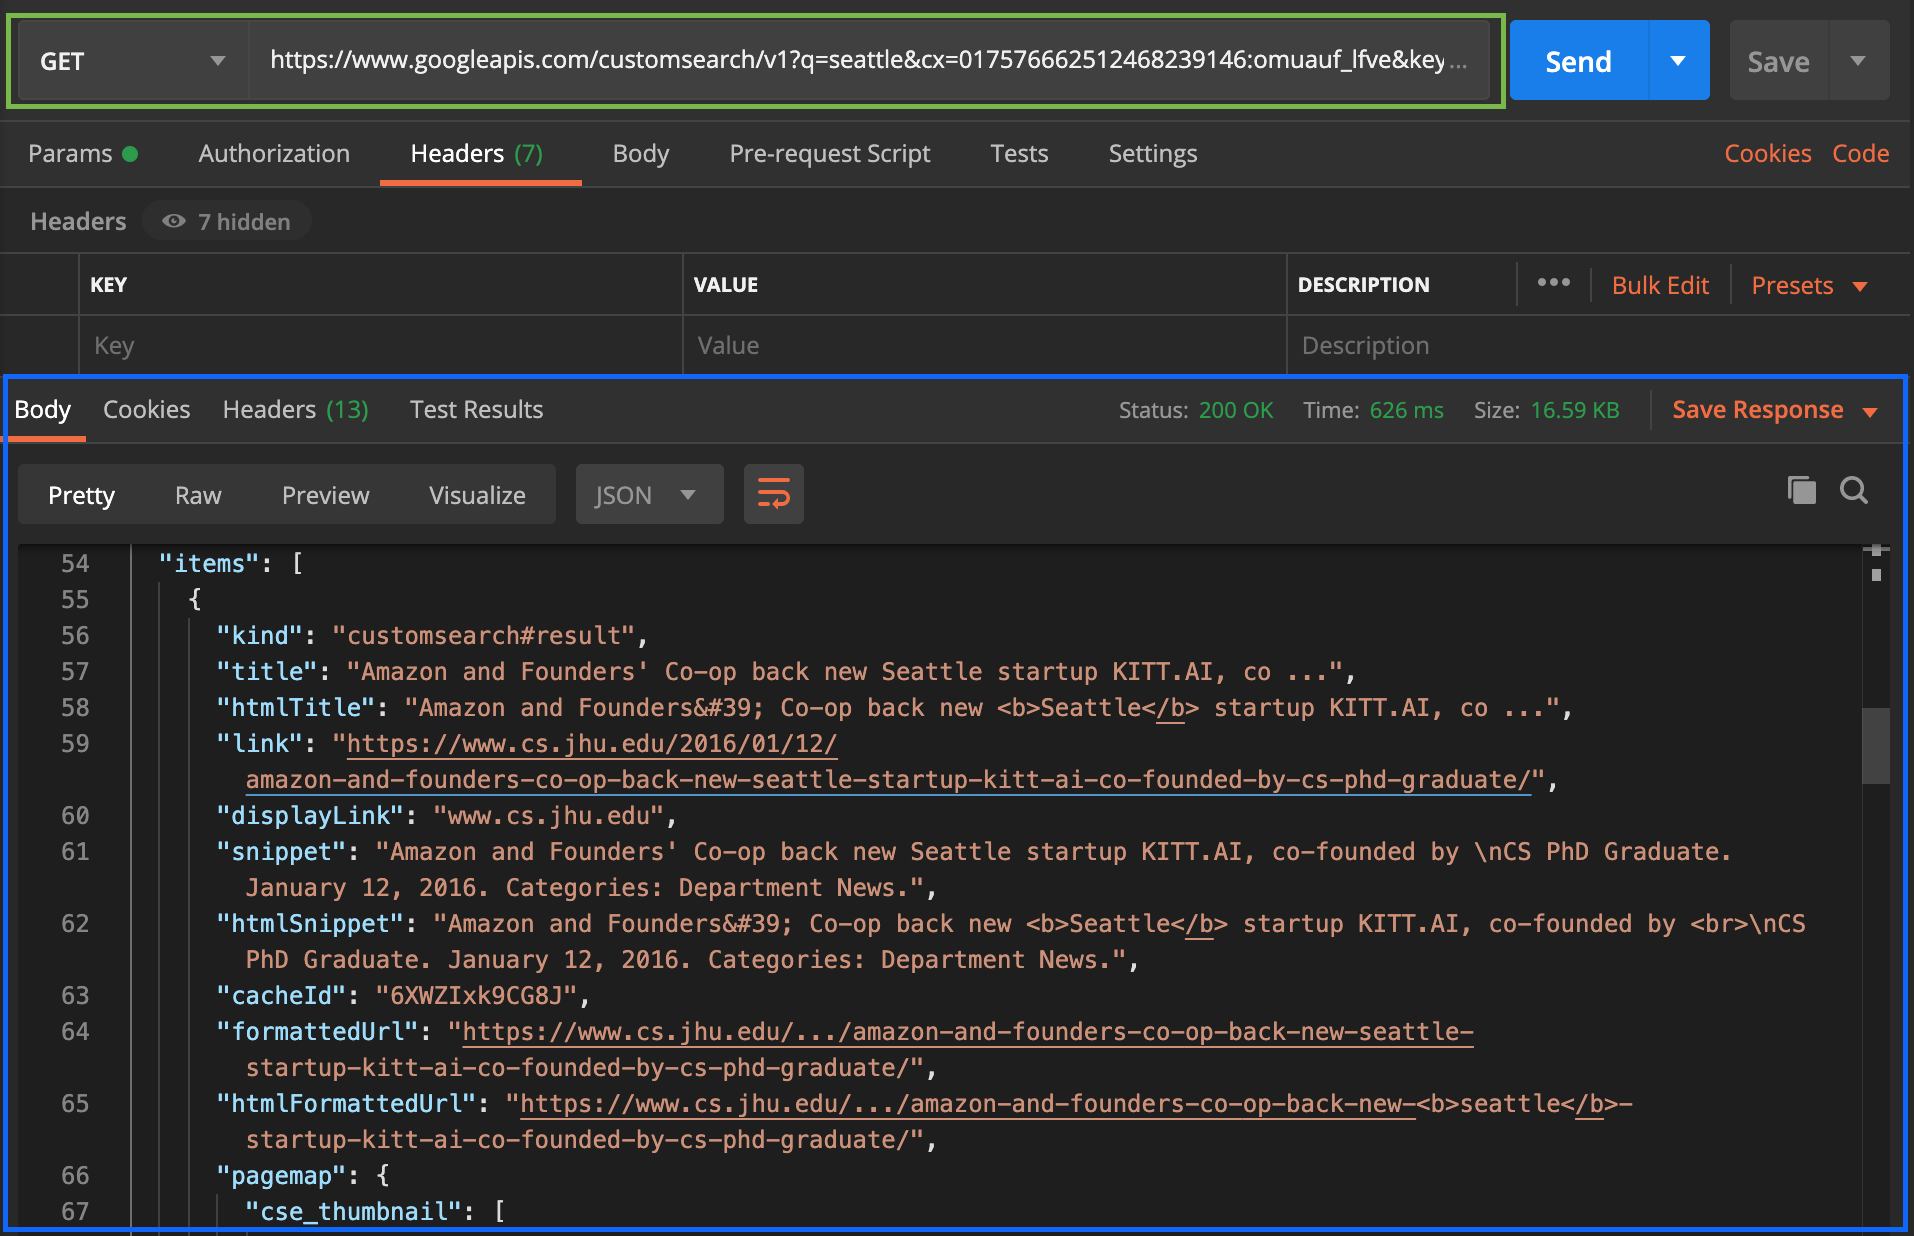 GET https://www.googleapis.com/customsearch/v1?q=seattle&cx=017576662512468239146:omuauf_lfve&key... Send Save
Params Authorization Headers (7) Body Pre-request Script Tests Settings Cookies Code
Headers 7 hidden
KEY VALUE DESCRIPTION ••• Bulk Edit Presets
Key Value Description
Body Cookies Headers (13) Test Results Status: 200 OK Time: 626 ms Size: 16.59 KB Save Response
Pretty Raw Preview Visualize JSON
54 "items": [
55 {
56 "kind": "customsearch#result",
57 "title": "Amazon and Founders' Co-op back new Seattle startup KITT.AI, co ...",
58 "htmlTitle": "Amazon and Founders&#39; Co-op back new <b>Seattle</b> startup KITT.AI, co ...",
59 "link": "https://www.cs.jhu.edu/2016/01/12/
amazon-and-founders-co-op-back-new-seattle-startup-kitt-ai-co-founded-by-cs-phd-graduate/",
60 "displayLink": "www.cs.jhu.edu",
61 "snippet": "Amazon and Founders' Co-op back new Seattle startup KITT.AI, co-founded by \nCS PhD Graduate.
January 12, 2016. Categories: Department News.",
62 "htmlSnippet": "Amazon and Founders&#39; Co-op back new <b>Seattle</b> startup KITT.AI, co-founded by <br>\nCS
PhD Graduate. January 12, 2016. Categories: Department News.",
63 "cacheId": "6XWZIxk9CG8J",
64 "formattedUrl": "https://www.cs.jhu.edu/.../amazon-and-founders-co-op-back-new-seattle-
startup-kitt-ai-co-founded-by-cs-phd-graduate/",
65 "htmlFormattedUrl": "https://www.cs.jhu.edu/.../amazon-and-founders-co-op-back-new-<b>seattle</b>-
startup-kitt-ai-co-founded-by-cs-phd-graduate/",
66 "pagemap": {
67 "cse_thumbnail": [